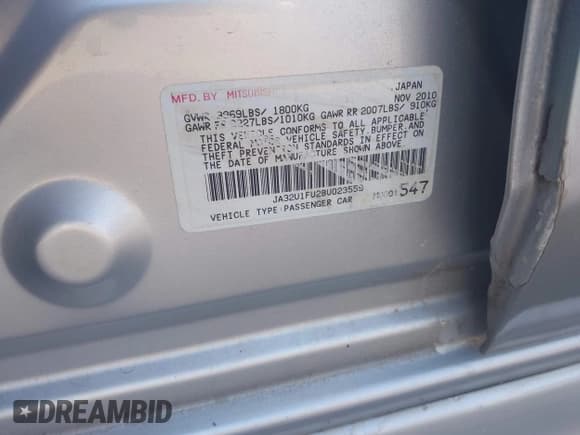 MFD. BY MITSUBISHI JAPAN
NOV 2010
GVWR 3969LBS/ 1800KG
GAWR FR 2227LBS/1010KG GAWR RR 2007LBS/ 910KG
THIS VEHICLE CONFORMS TO ALL APPLICABLE
FEDERAL MOTOR VEHICLE SAFETY, BUMPER, AND
THEFT PREVENTION STANDARDS IN EFFECT ON THE
DATE OF MANUFACTURE SHOWN ABOVE.
JA32U1FU2BU023559
VEHICLE TYPE:PASSENGER CAR
547
DREAMBID